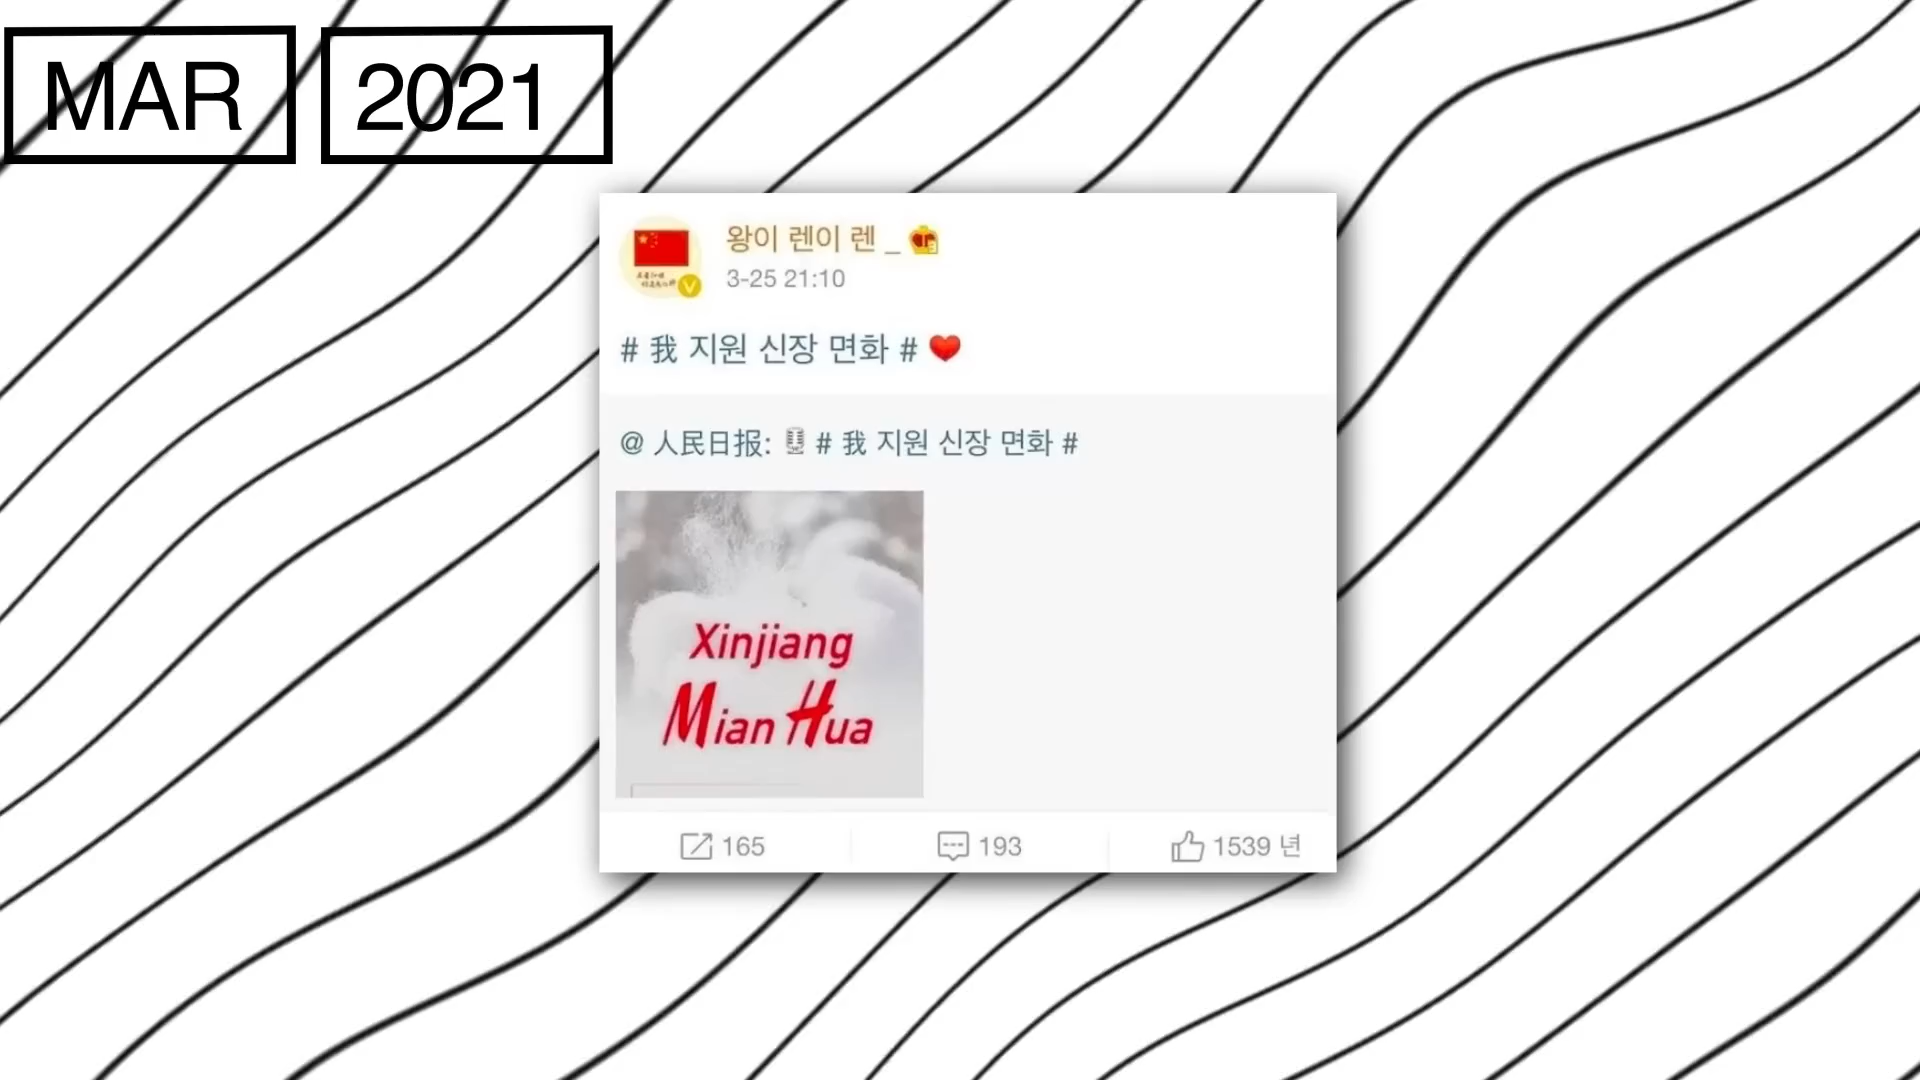 MAR 2021
왕이 렌이 렌 _
3-25 21:10
# 我 지원 신장 면화 #
@ 人民日报: # 我 지원 신장 면화 #
Xinjiang
Mian Hua
165 193 1539 년